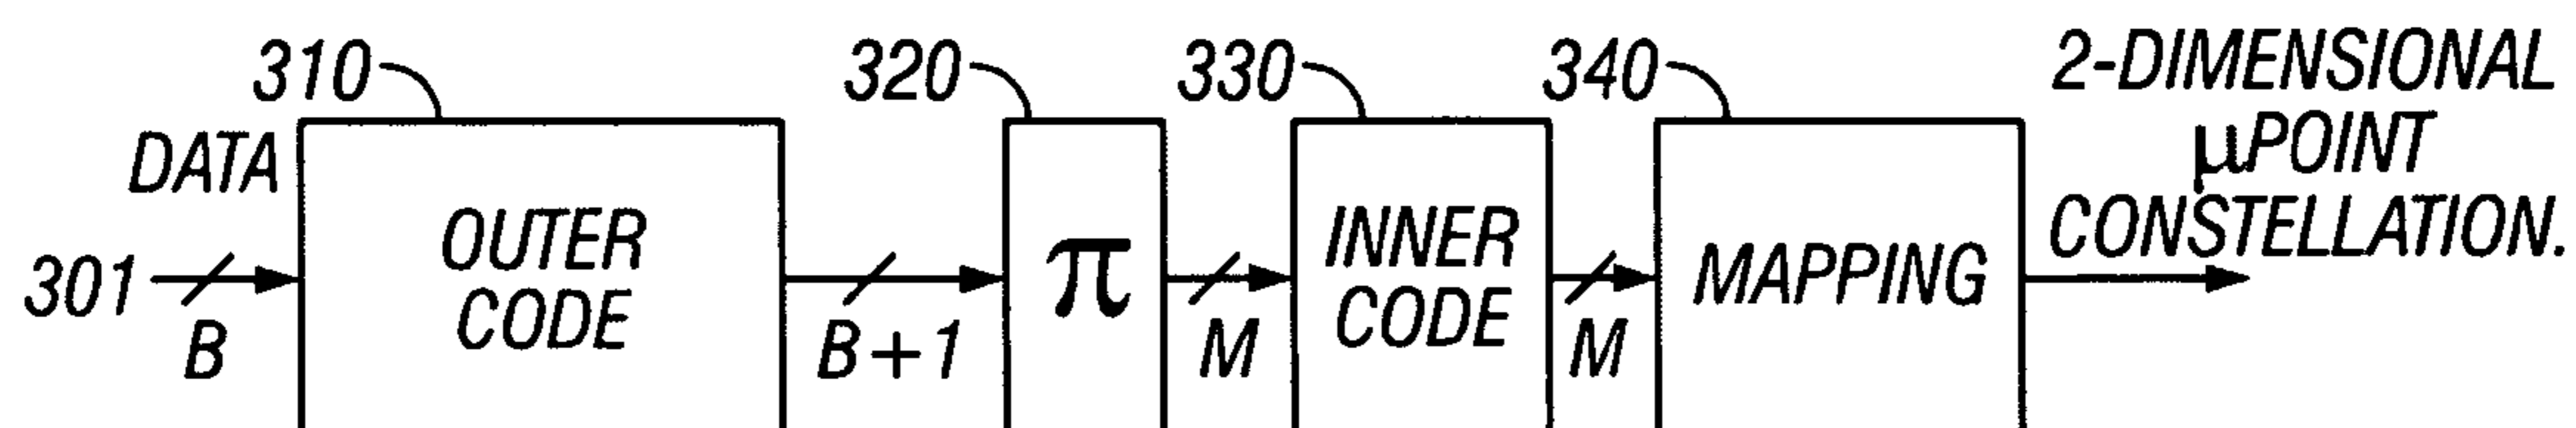 310
320
330
340
2-DIMENSIONAL
μPOINT
CONSTELLATION.
DATA
301
B
OUTER
CODE
B+1
π
M
INNER
CODE
M
MAPPING